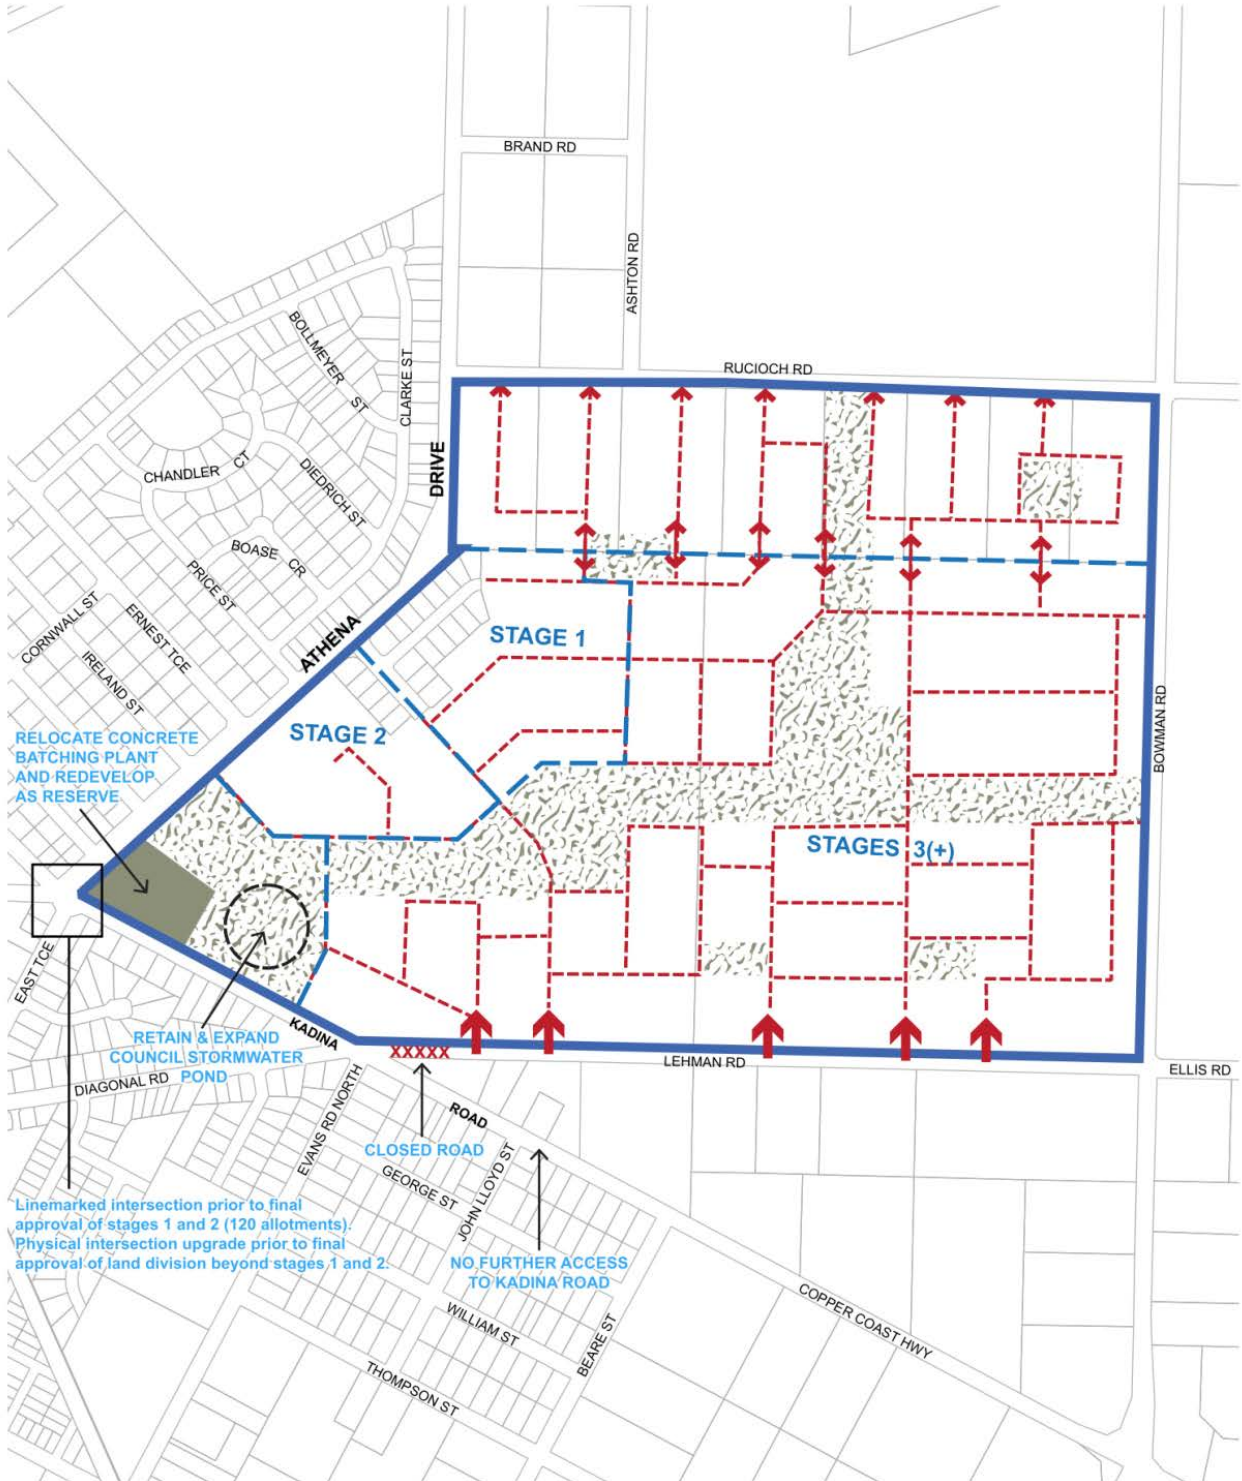 BRAND RD
ASHTON RD
RUCIOCH RD
BOLLMEYER
ST
CLARKE ST
DRIVE
CHANDLER CT
DIEDRICH ST
BOASE CR
PRICE ST
CORNWALL ST
ERNEST TCE
IRELAND ST
ATHENA
STAGE 1
STAGE 2
BOWMAN RD
RELOCATE CONCRETE
BATCHING PLANT
AND REDEVELOP
AS RESERVE
STAGES 3(+)
EAST TCE
KADINA
RETAIN & EXPAND
COUNCIL STORMWATER
POND
XXXXX
LEHMAN RD
ELLIS RD
DIAGONAL RD
EVANS RD NORTH
ROAD
CLOSED ROAD
GEORGE ST
JOHN LLOYD ST
Linemarked intersection prior to final
approval of stages 1 and 2 (120 allotments).
Physical intersection upgrade prior to final
approval of land division beyond stages 1 and 2.
NO FURTHER ACCESS
TO KADINA ROAD
WILLIAM ST
BEARE ST
COPPER COAST HWY
THOMPSON ST